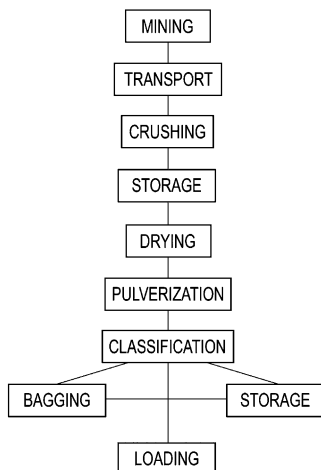 MINING
TRANSPORT
CRUSHING
STORAGE
DRYING
PULVERIZATION
CLASSIFICATION
BAGGING
STORAGE
LOADING